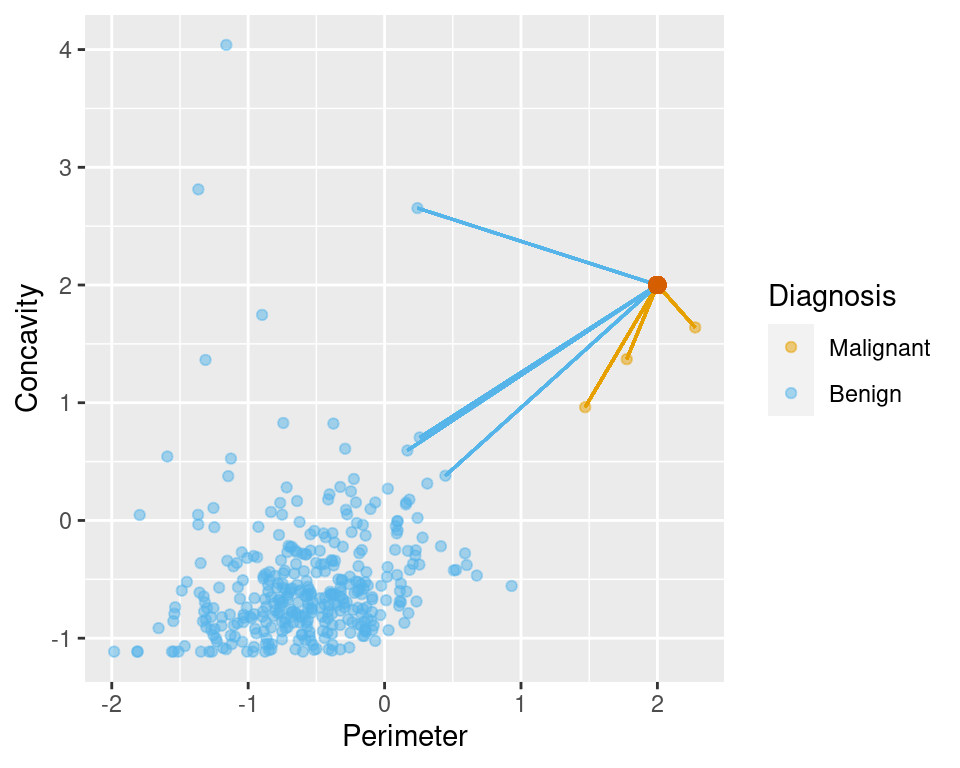 4
3
2
1
0
-1
Concavity
-2
-1
0
1
2
Perimeter
Diagnosis
Malignant
Benign